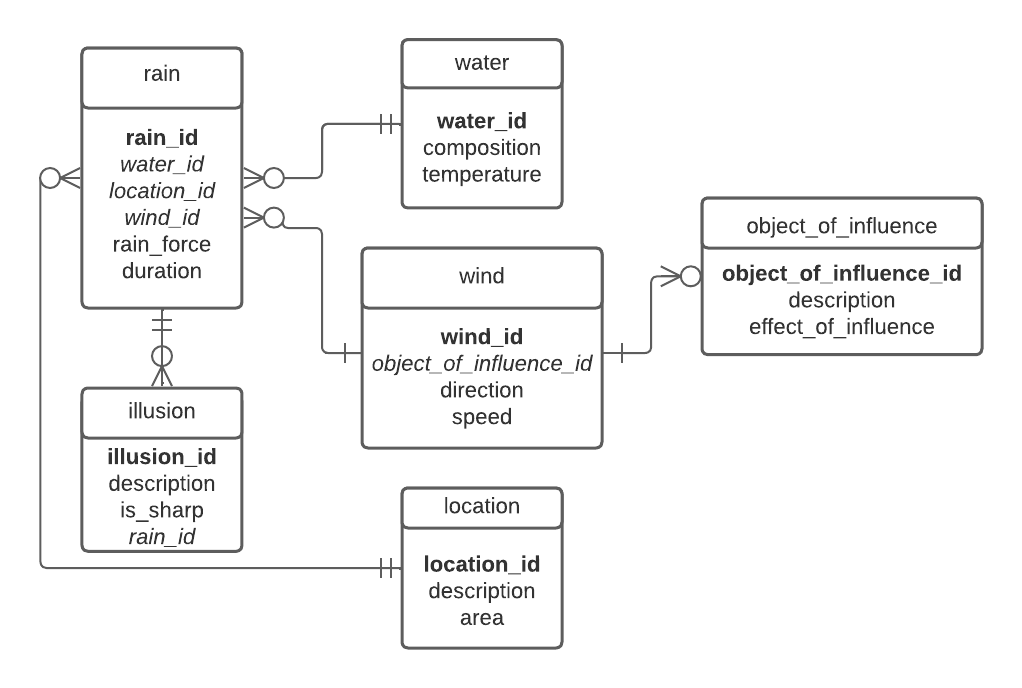 rain
rain_id
water_id
location_id
wind_id
rain_force
duration
water
water_id
composition
temperature
object_of_influence
object_of_influence_id
description
effect_of_influence
wind
wind_id
object_of_influence_id
direction
speed
illusion
illusion_id
description
is_sharp
rain_id
location
location_id
description
area